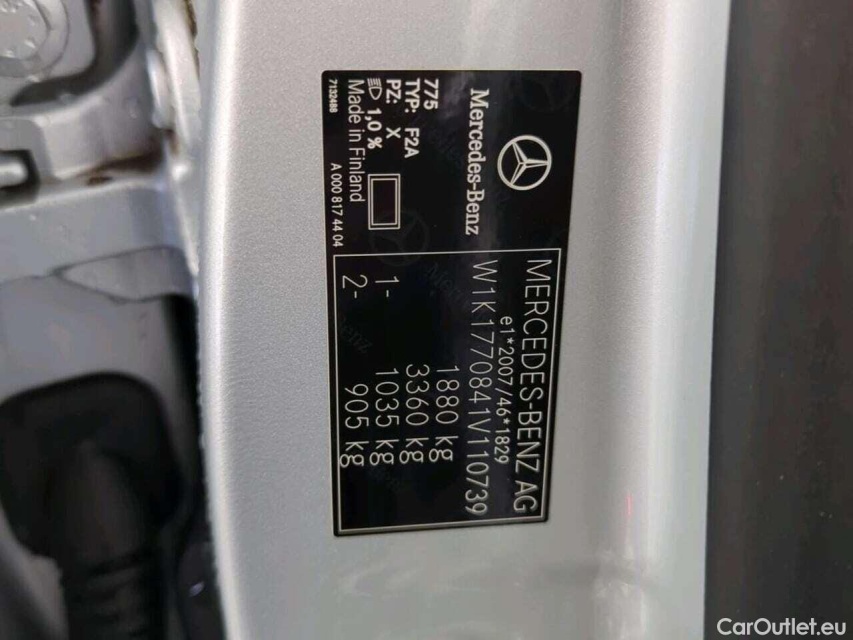 Mercedes-Benz
775
TYP: F2A
PZ: X
1,0 %
Made in Finland
7132488
A 000 817 44 04
MERCEDES-BENZ AG
e1*2007/46*1829
W1K1770841V110739
1880 kg
3360 kg
1- 1035 kg
2- 905 kg
CarOutlet.eu